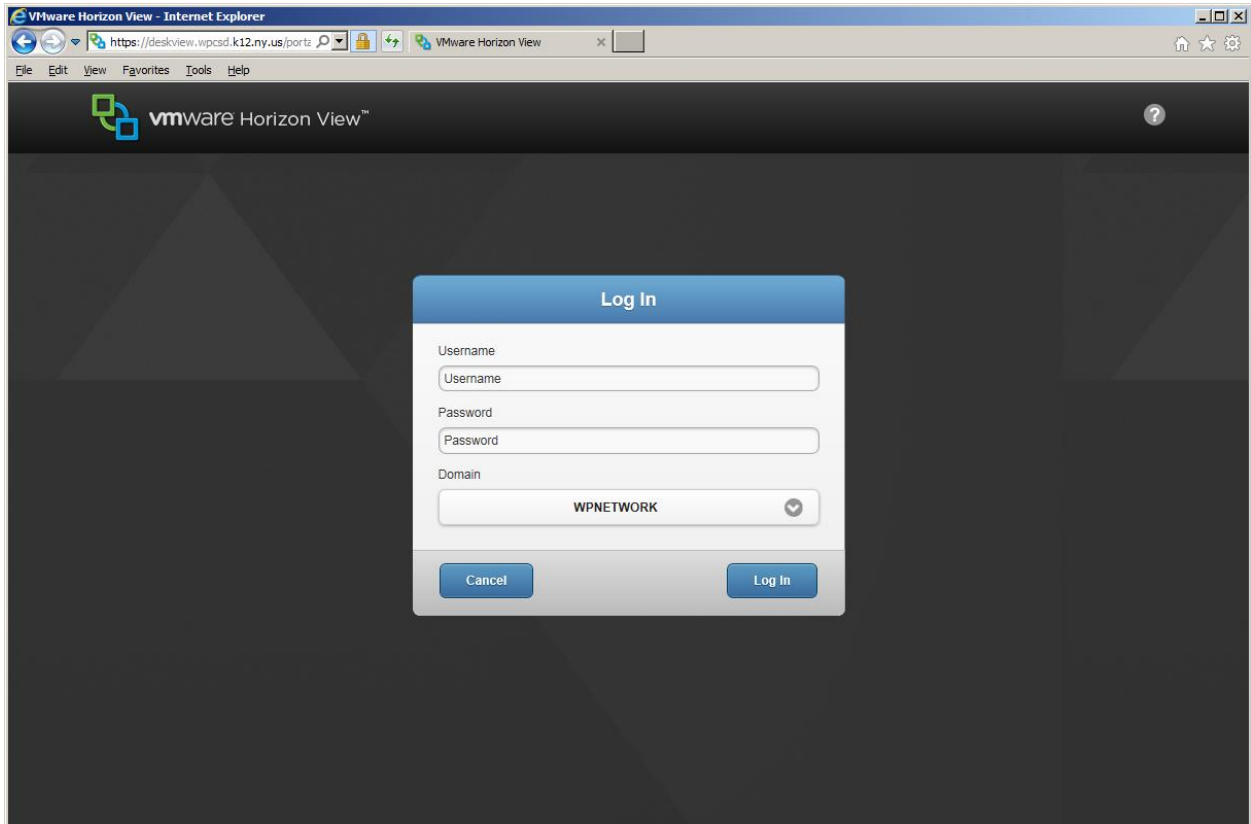 VMware Horizon View - Internet Explorer
https://deskview.wpcsd.k12.ny.us/porta
VMware Horizon View
File Edit View Favorites Tools Help
vmware Horizon View™
?
Log In
Username
Username
Password
Password
Domain
WPNETWORK
Cancel
Log In